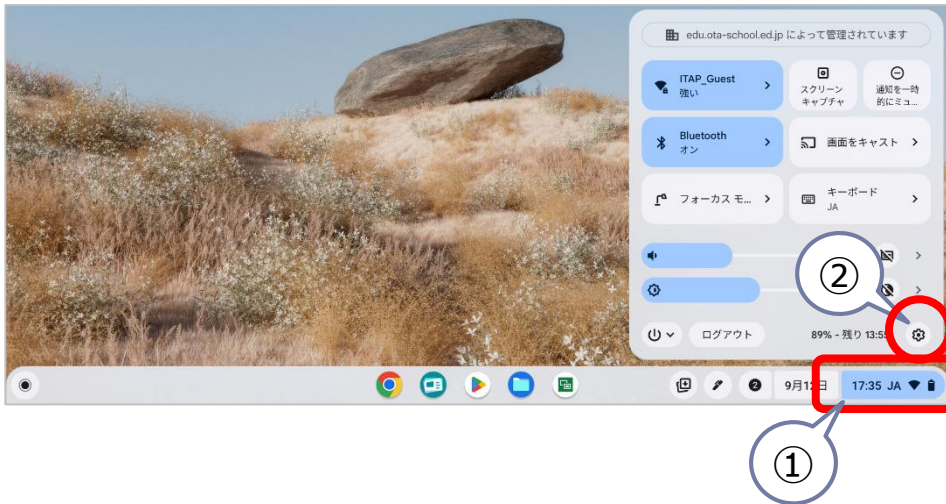 edu.ota-school.ed.jp によって管理されています
ITAP_Guest
強い
スクリーン
キャプチャ
通知を一時
的にミュ...
Bluetooth
オン
画面をキャスト
フォーカス モ...
キーボード
JA
②
ログアウト
89% - 残り 13:55
2
9月12日
17:35 JA
①